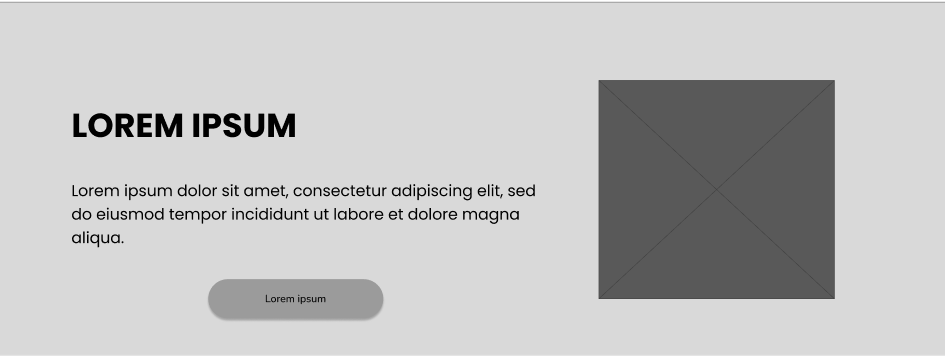 LOREM IPSUM
Lorem ipsum dolor sit amet, consectetur adipiscing elit, sed
do eiusmod tempor incididunt ut labore et dolore magna
aliqua.
Lorem ipsum